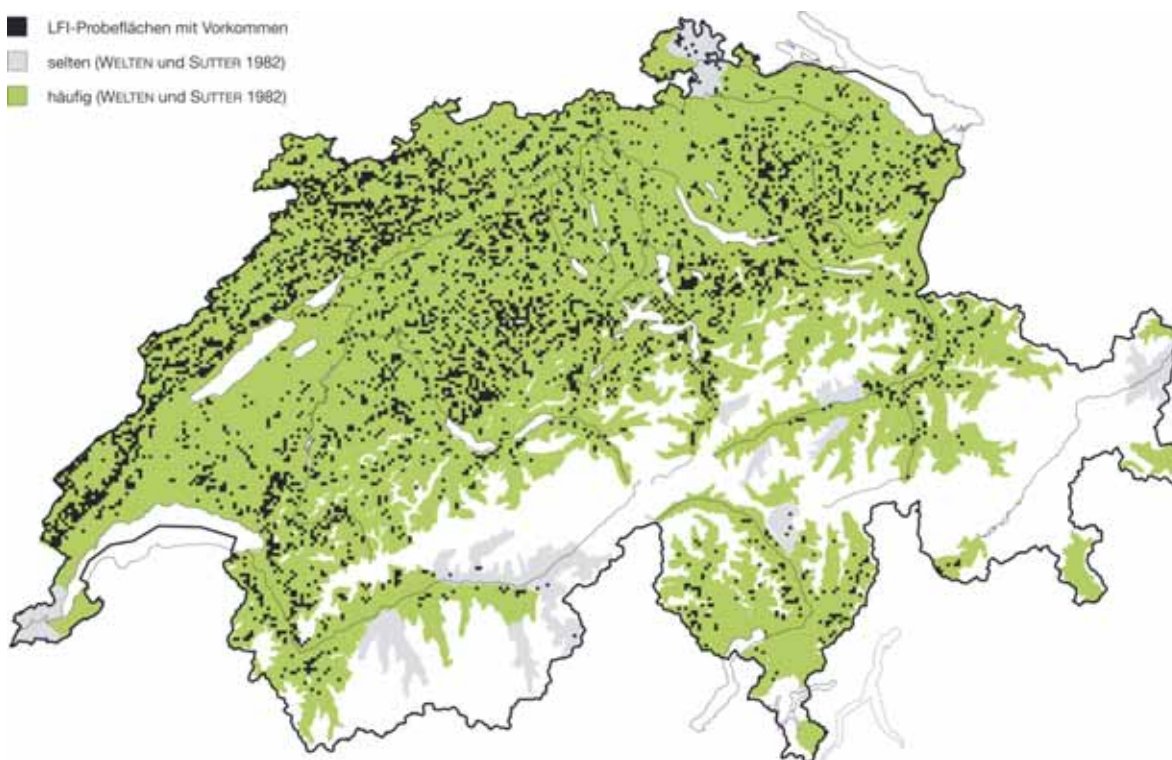 LFI-Probeflächen mit Vorkommen
selten (WELTEN und SUTTER 1982)
häufig (WELTEN und SUTTER 1982)